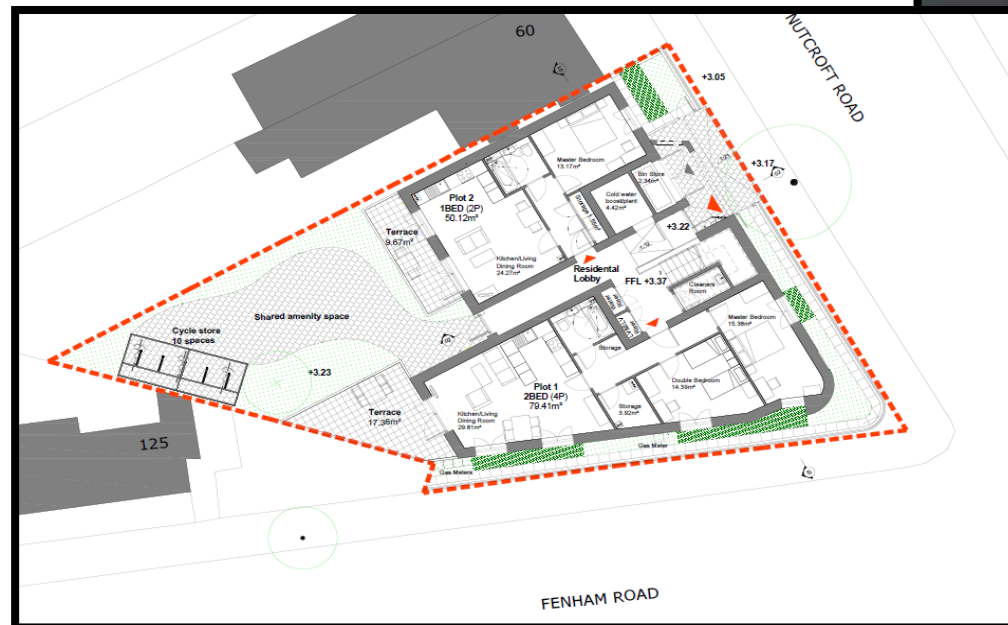 60
NUTCROFT ROAD
+3.05
+3.17
Master Bedroom
13.17m²
Bin Store
2.34m²
Cold water
boost/plant
4.42m²
Plot 2
1BED (2P)
50.12m²
Terrace
9.67m²
Kitchen/Living
Dining Room
24.27m²
+3.22
Residental
Lobby
FFL +3.37
Cleaners
Room
Master Bedroom
15.38m²
Shared amenity space
Cycle store
10 spaces
+3.23
Storage
Plot 1
2BED (4P)
79.41m²
Double Bedroom
14.39m²
Storage
3.92m²
Terrace
17.36m²
Kitchen/Living
Dining Room
29.81m²
125
Gas Meter
Gas Meters
FENHAM ROAD